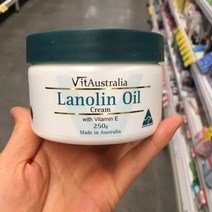 VitAustralia
Lanolin Oil
Cream
with Vitamin E
250g
Made in Australia